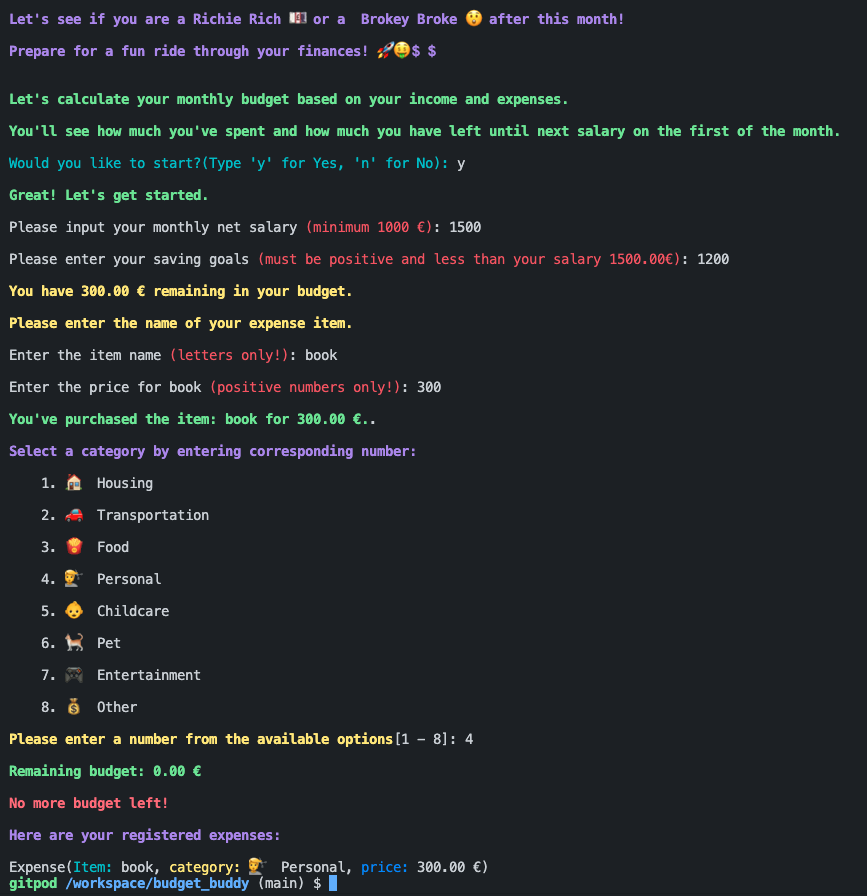 Let's see if you are a Richie Rich 💴 or a  Brokey Broke 😲 after this month!
Prepare for a fun ride through your finances! 🚀🤑$ $
Let's calculate your monthly budget based on your income and expenses.
You'll see how much you've spent and how much you have left until next salary on the first of the month.
Would you like to start?(Type 'y' for Yes, 'n' for No): y
Great! Let's get started.
Please input your monthly net salary (minimum 1000 €): 1500
Please enter your saving goals (must be positive and less than your salary 1500.00€): 1200
You have 300.00 € remaining in your budget.
Please enter the name of your expense item.
Enter the item name (letters only!): book
Enter the price for book (positive numbers only!): 300
You've purchased the item: book for 300.00 €..
Select a category by entering corresponding number:
1. 🏠 Housing
2. 🚗 Transportation
3. 🍟 Food
4. 💇 Personal
5. 👶 Childcare
6. 🐕 Pet
7. 🎮 Entertainment
8. 💰 Other
Please enter a number from the available options[1 - 8]: 4
Remaining budget: 0.00 €
No more budget left!
Here are your registered expenses:
Expense(Item: book, category: 💇 Personal, price: 300.00 €)
gitpod /workspace/budget_buddy (main) $